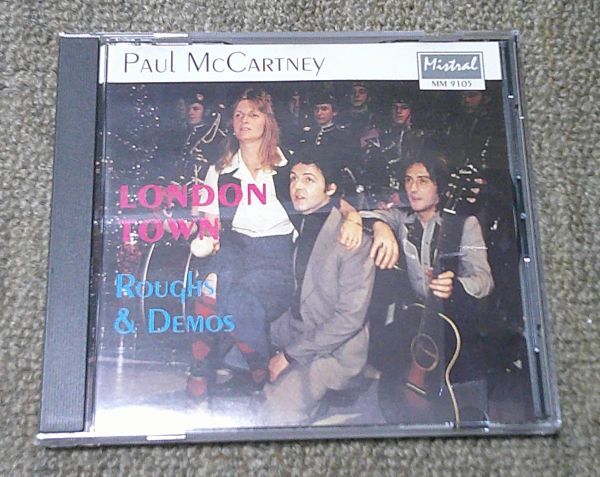 Paul McCartney
Mistral
MM 9105
London
Town
Roughs
& Demos